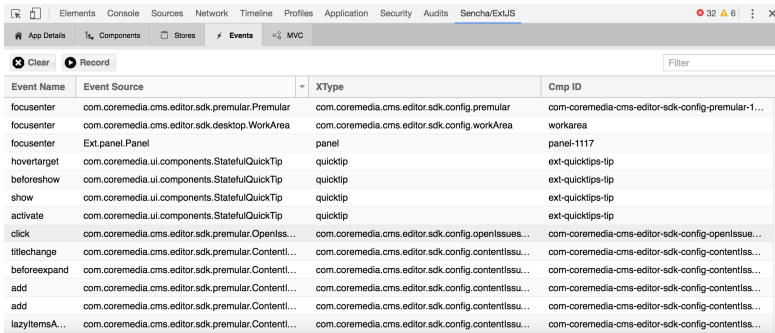 Elements Console Sources Network Timeline Profiles Application Security Audits Sencha/ExtJS 32 6
App Details Components Stores Events MVC
Clear Record Filter
Event Name Event Source XType Cmp ID
focusenter com.coremedia.cms.editor.sdk.premular.Premular com.coremedia.cms.editor.sdk.config.premular com-coremedia-cms-editor-sdk-config-premular-1...
focusenter com.coremedia.cms.editor.sdk.desktop.WorkArea com.coremedia.cms.editor.sdk.config.workArea workarea
focusenter Ext.panel.Panel panel panel-1117
hovertarget com.coremedia.ui.components.StatefulQuickTip quicktip ext-quicktips-tip
beforeshow com.coremedia.ui.components.StatefulQuickTip quicktip ext-quicktips-tip
show com.coremedia.ui.components.StatefulQuickTip quicktip ext-quicktips-tip
activate com.coremedia.ui.components.StatefulQuickTip quicktip ext-quicktips-tip
click com.coremedia.cms.editor.sdk.premular.OpenIss... com.coremedia.cms.editor.sdk.config.openIssues... com-coremedia-cms-editor-sdk-config-openIssue...
titlechange com.coremedia.cms.editor.sdk.premular.ContentI... com.coremedia.cms.editor.sdk.config.contentIssu... com-coremedia-cms-editor-sdk-config-contentIss...
beforeexpand com.coremedia.cms.editor.sdk.premular.ContentI... com.coremedia.cms.editor.sdk.config.contentIssu... com-coremedia-cms-editor-sdk-config-contentIss...
add com.coremedia.cms.editor.sdk.premular.ContentI... com.coremedia.cms.editor.sdk.config.contentIssu... com-coremedia-cms-editor-sdk-config-contentIss...
add com.coremedia.cms.editor.sdk.premular.ContentI... com.coremedia.cms.editor.sdk.config.contentIssu... com-coremedia-cms-editor-sdk-config-contentIss...
lazyItemsA... com.coremedia.cms.editor.sdk.premular.ContentI... com.coremedia.cms.editor.sdk.config.contentIssu... com-coremedia-cms-editor-sdk-config-contentIss...